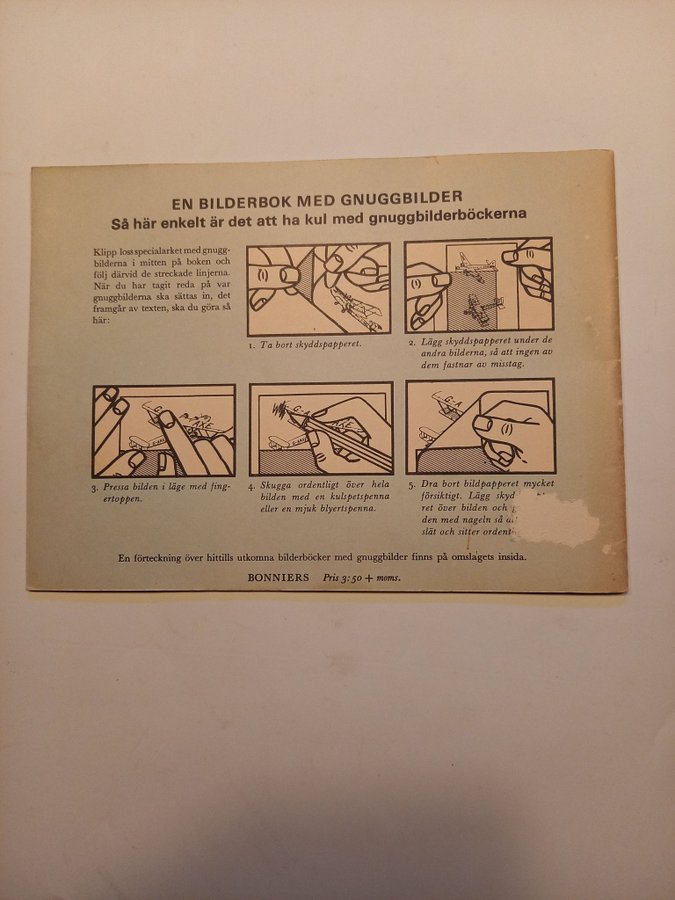 EN BILDERBOK MED GNUGGBILDER
Så här enkelt är det att ha kul med gnuggbilderböckerna
Klipp loss specialarket med gnugg-
bilderna i mitten på boken och
följ därvid de streckade linjerna.
När du har tagit reda på var
gnuggbilderna ska sättas in, det
framgår av texten, ska du göra så
här:
1. Ta bort skyddspapperet.
2. Lägg skyddspapperet under de
andra bilderna, så att ingen av
dem fastnar av misstag.
G-A
AXE
G-A
G-A
3. Pressa bilden i läge med fing-
ertoppen.
4. Skugga ordentligt över hela
bilden med en kulspetspenna
eller en mjuk blyertspenna.
5. Dra bort bildpapperet mycket
försiktigt. Lägg skyd
ret över bilden och
den med nageln så
slät och sitter ordent
En förteckning över hittills utkomna bilderböcker med gnuggbilder finns på omslagets insida.
BONNIERS Pris 3:50 + moms.